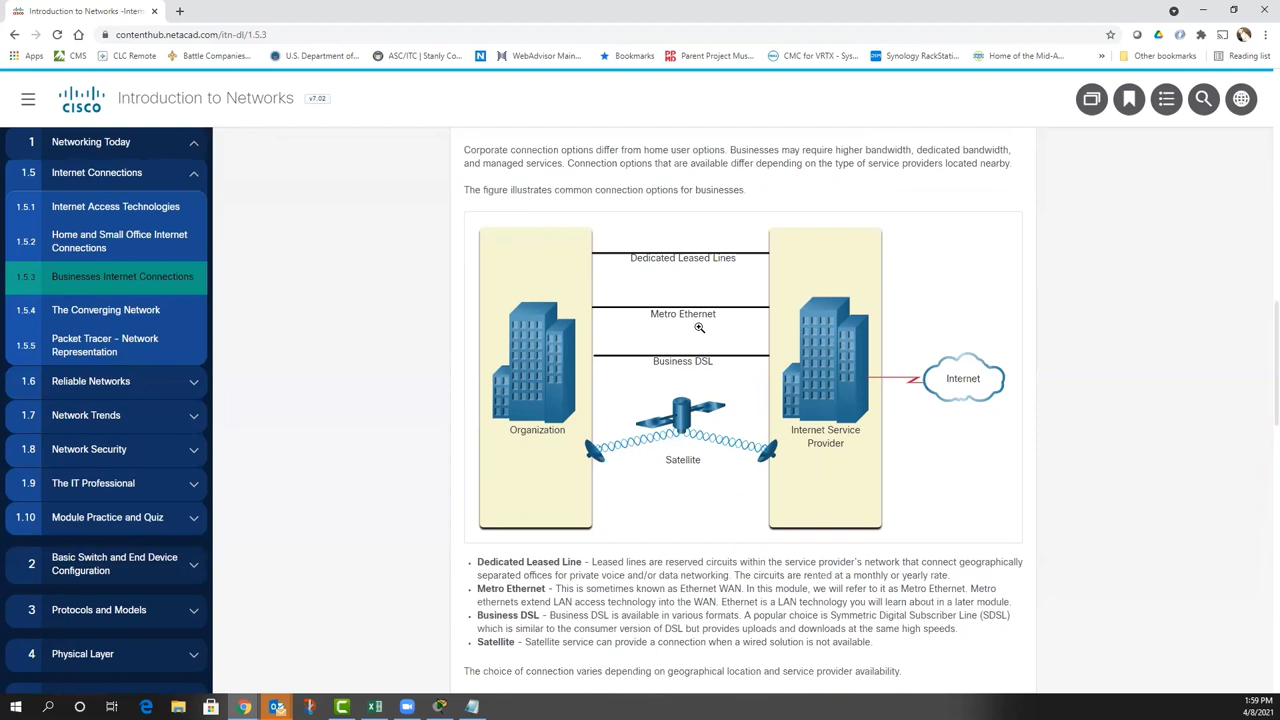 Introduction to Networks -Intern
contenthub.netacad.com/itn-dl/1.5.3
Apps CMS CLC Remote Battle Companies... U.S. Department of... ASC/ITC | Stanly Co... WebAdvisor Main... Bookmarks Parent Project Mus... CMC for VRTX - Sys... Synology RackStati... Home of the Mid-A... » Other bookmarks Reading list
CISCO Introduction to Networks v7.02
1 Networking Today
1.5 Internet Connections
1.5.1 Internet Access Technologies
1.5.2 Home and Small Office Internet
Connections
1.5.3 Businesses Internet Connections
1.5.4 The Converging Network
1.5.5 Packet Tracer - Network
Representation
1.6 Reliable Networks
1.7 Network Trends
1.8 Network Security
1.9 The IT Professional
1.10 Module Practice and Quiz
2 Basic Switch and End Device
Configuration
3 Protocols and Models
4 Physical Layer
Corporate connection options differ from home user options. Businesses may require higher bandwidth, dedicated bandwidth,
and managed services. Connection options that are available differ depending on the type of service providers located nearby.
The figure illustrates common connection options for businesses.
Dedicated Leased Lines
Metro Ethernet
Business DSL
Satellite
Organization
Internet Service
Provider
Internet
• Dedicated Leased Line - Leased lines are reserved circuits within the service provider's network that connect geographically
separated offices for private voice and/or data networking. The circuits are rented at a monthly or yearly rate.
• Metro Ethernet - This is sometimes known as Ethernet WAN. In this module, we will refer to it as Metro Ethernet. Metro
ethernets extend LAN access technology into the WAN. Ethernet is a LAN technology you will learn about in a later module.
• Business DSL - Business DSL is available in various formats. A popular choice is Symmetric Digital Subscriber Line (SDSL)
which is similar to the consumer version of DSL but provides uploads and downloads at the same high speeds.
• Satellite - Satellite service can provide a connection when a wired solution is not available.
The choice of connection varies depending on geographical location and service provider availability.
1:59 PM
4/8/2021